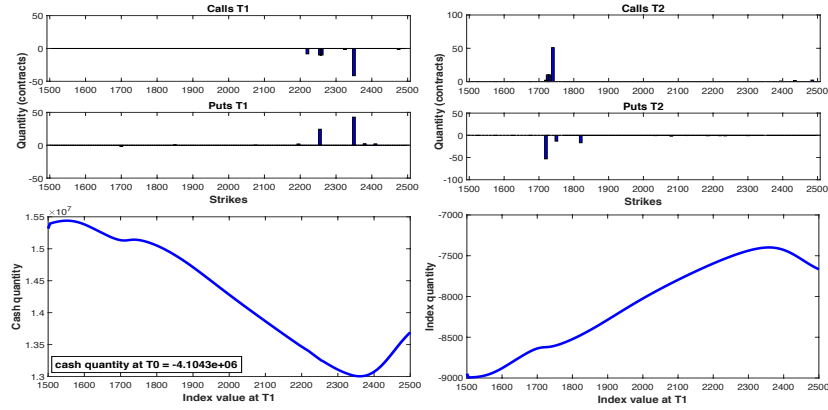 Calls T1
50
0
-50
1500 1600 1700 1800 1900 2000 2100 2200 2300 2400 2500
Puts T1
50
0
-50
1500 1600 1700 1800 1900 2000 2100 2200 2300 2400 2500
Strikes
Quantity (contracts)
Calls T2
100
50
0
1500 1600 1700 1800 1900 2000 2100 2200 2300 2400 2500
Puts T2
100
50
0
-50
-100
1500 1600 1700 1800 1900 2000 2100 2200 2300 2400 2500
Strikes
Quantity (contracts)
×10⁷
1.55
1.5
1.45
1.4
1.35
1.3
Cash quantity
cash quantity at T0 = -4.1043e+06
1500 1600 1700 1800 1900 2000 2100 2200 2300 2400 2500
Index value at T1
-7000
-7500
-8000
-8500
-9000
Index quantity
1500 1600 1700 1800 1900 2000 2100 2200 2300 2400 2500
Index value at T1